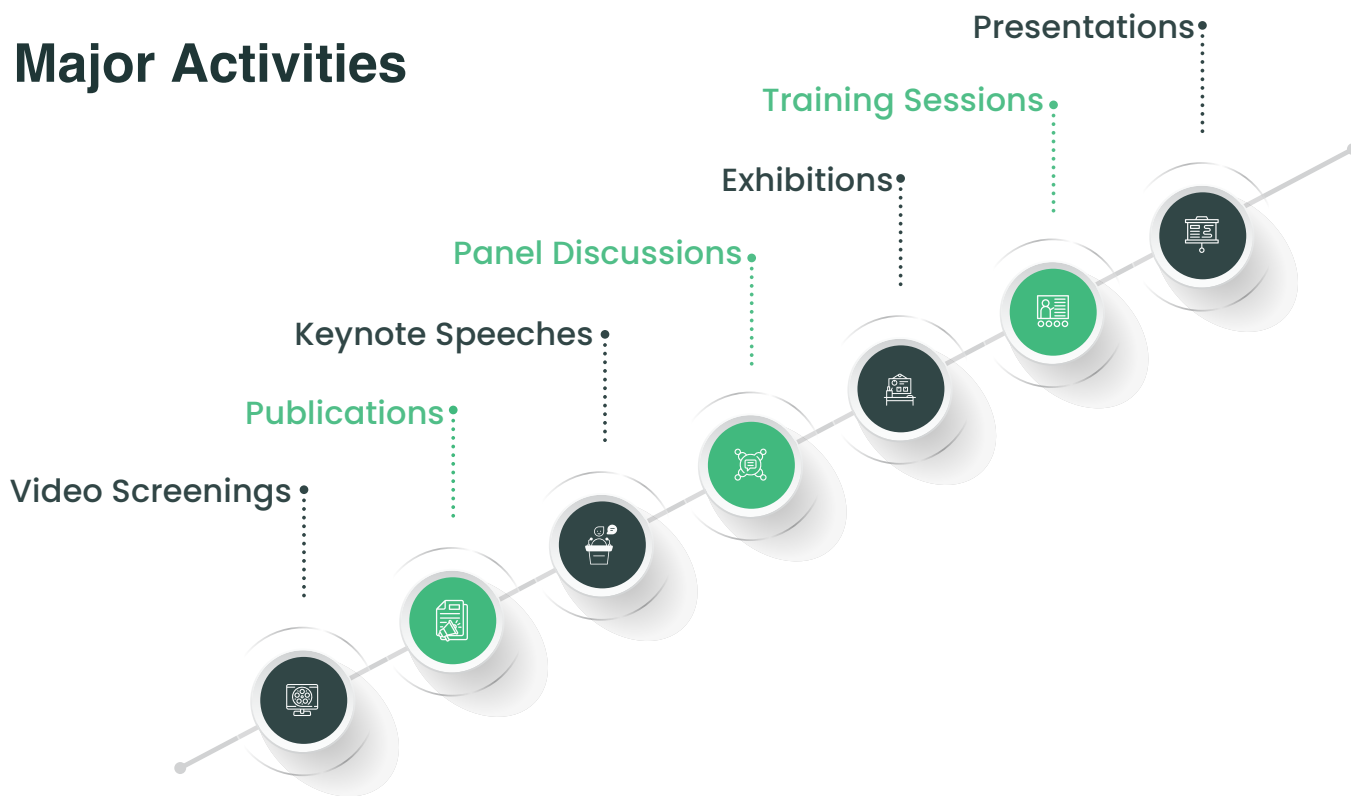 Major Activities
Presentations
Training Sessions
Exhibitions
Panel Discussions
Keynote Speeches
Publications
Video Screenings